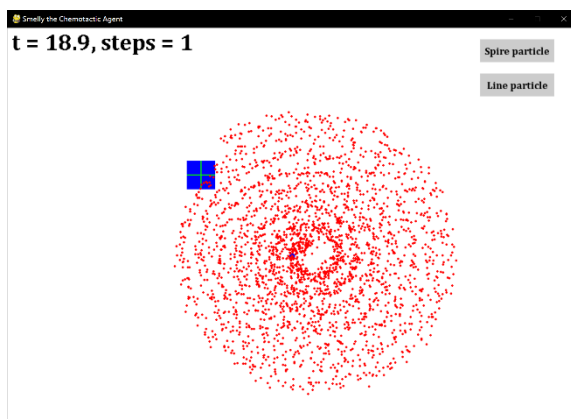 Smelly the Chemotactic Agent
t = 18.9, steps = 1
Spire particle
Line particle